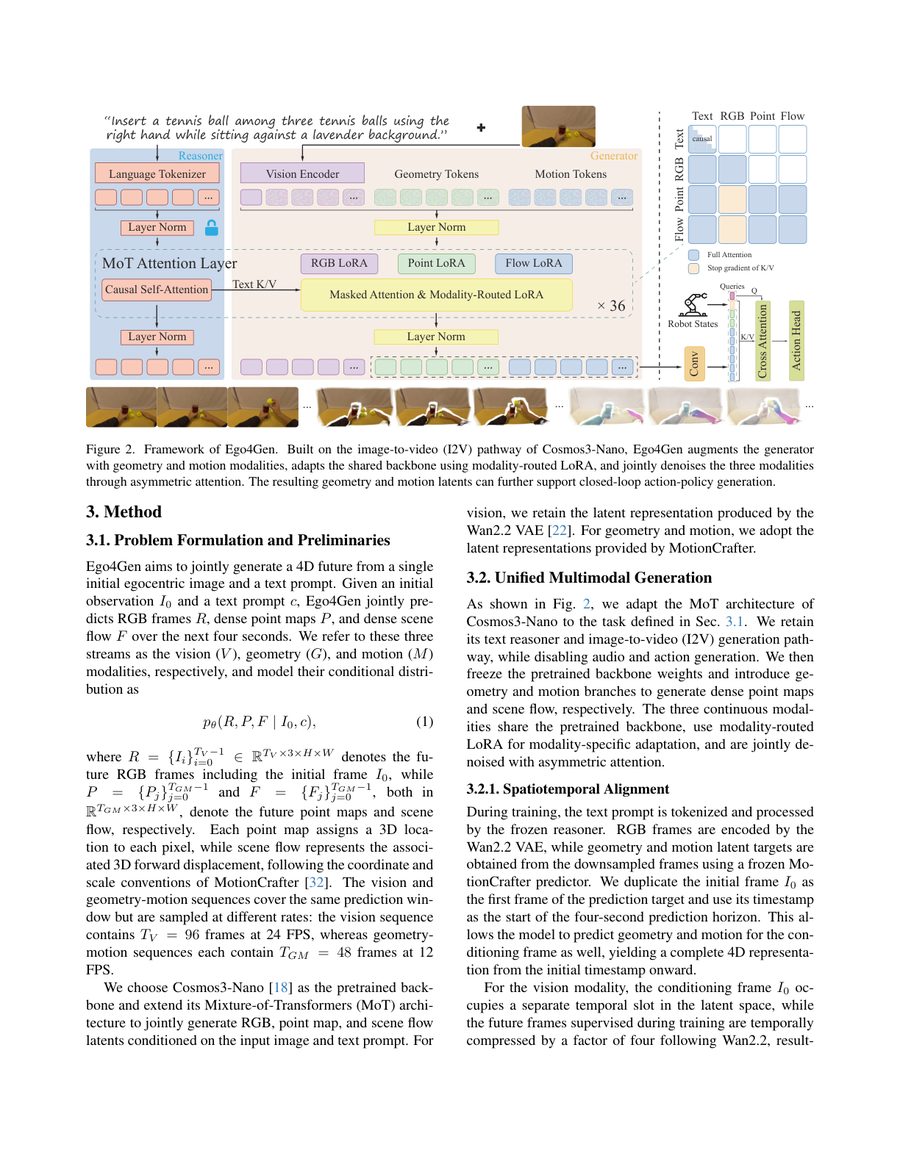 “Insert a tennis ball among three tennis balls using the
right hand while sitting against a lavender background.”
+
Reasoner
Generator
Language Tokenizer
Vision Encoder
Geometry Tokens
Motion Tokens
...
...
...
...
Layer Norm
Layer Norm
MoT Attention Layer
RGB LoRA
Point LoRA
Flow LoRA
Causal Self-Attention
Text K/V
Masked Attention & Modality-Routed LoRA
× 36
Layer Norm
Layer Norm
...
...
...
...
Text RGB Point Flow
Text
RGB
Point
Flow
causal
Full Attention
Stop gradient of K/V
Queries
Q
Robot States
K/V
Conv
Cross Attention
Action Head
...
...
...
Figure 2. Framework of Ego4Gen. Built on the image-to-video (I2V) pathway of Cosmos3-Nano, Ego4Gen augments the generator
with geometry and motion modalities, adapts the shared backbone using modality-routed LoRA, and jointly denoises the three modalities
through asymmetric attention. The resulting geometry and motion latents can further support closed-loop action-policy generation.
3. Method
3.1. Problem Formulation and Preliminaries
Ego4Gen aims to jointly generate a 4D future from a single
initial egocentric image and a text prompt. Given an initial
observation I₀ and a text prompt c, Ego4Gen jointly pre-
dicts RGB frames R, dense point maps P, and dense scene
flow F over the next four seconds. We refer to these three
streams as the vision (V), geometry (G), and motion (M)
modalities, respectively, and model their conditional distri-
bution as
p_θ(R, P, F | I₀, c), (1)
where R = {I_i}_{i=0}^{T_V−1} ∈ ℝ^{T_V×3×H×W} denotes the fu-
ture RGB frames including the initial frame I₀, while
P = {P_j}_{j=0}^{T_{GM}−1} and F = {F_j}_{j=0}^{T_{GM}−1}, both in
ℝ^{T_{GM}×3×H×W}, denote the future point maps and scene
flow, respectively. Each point map assigns a 3D loca-
tion to each pixel, while scene flow represents the associ-
ated 3D forward displacement, following the coordinate and
scale conventions of MotionCrafter [32]. The vision and
geometry-motion sequences cover the same prediction win-
dow but are sampled at different rates: the vision sequence
contains T_V = 96 frames at 24 FPS, whereas geometry-
motion sequences each contain T_{GM} = 48 frames at 12
FPS.
We choose Cosmos3-Nano [18] as the pretrained back-
bone and extend its Mixture-of-Transformers (MoT) archi-
tecture to jointly generate RGB, point map, and scene flow
latents conditioned on the input image and text prompt. For
vision, we retain the latent representation produced by the
Wan2.2 VAE [22]. For geometry and motion, we adopt the
latent representations provided by MotionCrafter.
3.2. Unified Multimodal Generation
As shown in Fig. 2, we adapt the MoT architecture of
Cosmos3-Nano to the task defined in Sec. 3.1. We retain
its text reasoner and image-to-video (I2V) generation path-
way, while disabling audio and action generation. We then
freeze the pretrained backbone weights and introduce ge-
ometry and motion branches to generate dense point maps
and scene flow, respectively. The three continuous modal-
ities share the pretrained backbone, use modality-routed
LoRA for modality-specific adaptation, and are jointly de-
noised with asymmetric attention.
3.2.1. Spatiotemporal Alignment
During training, the text prompt is tokenized and processed
by the frozen reasoner. RGB frames are encoded by the
Wan2.2 VAE, while geometry and motion latent targets are
obtained from the downsampled frames using a frozen Mo-
tionCrafter predictor. We duplicate the initial frame I₀ as
the first frame of the prediction target and use its timestamp
as the start of the four-second prediction horizon. This al-
lows the model to predict geometry and motion for the con-
ditioning frame as well, yielding a complete 4D representa-
tion from the initial timestamp onward.
For the vision modality, the conditioning frame I₀ oc-
cupies a separate temporal slot in the latent space, while
the future frames supervised during training are temporally
compressed by a factor of four following Wan2.2, result-